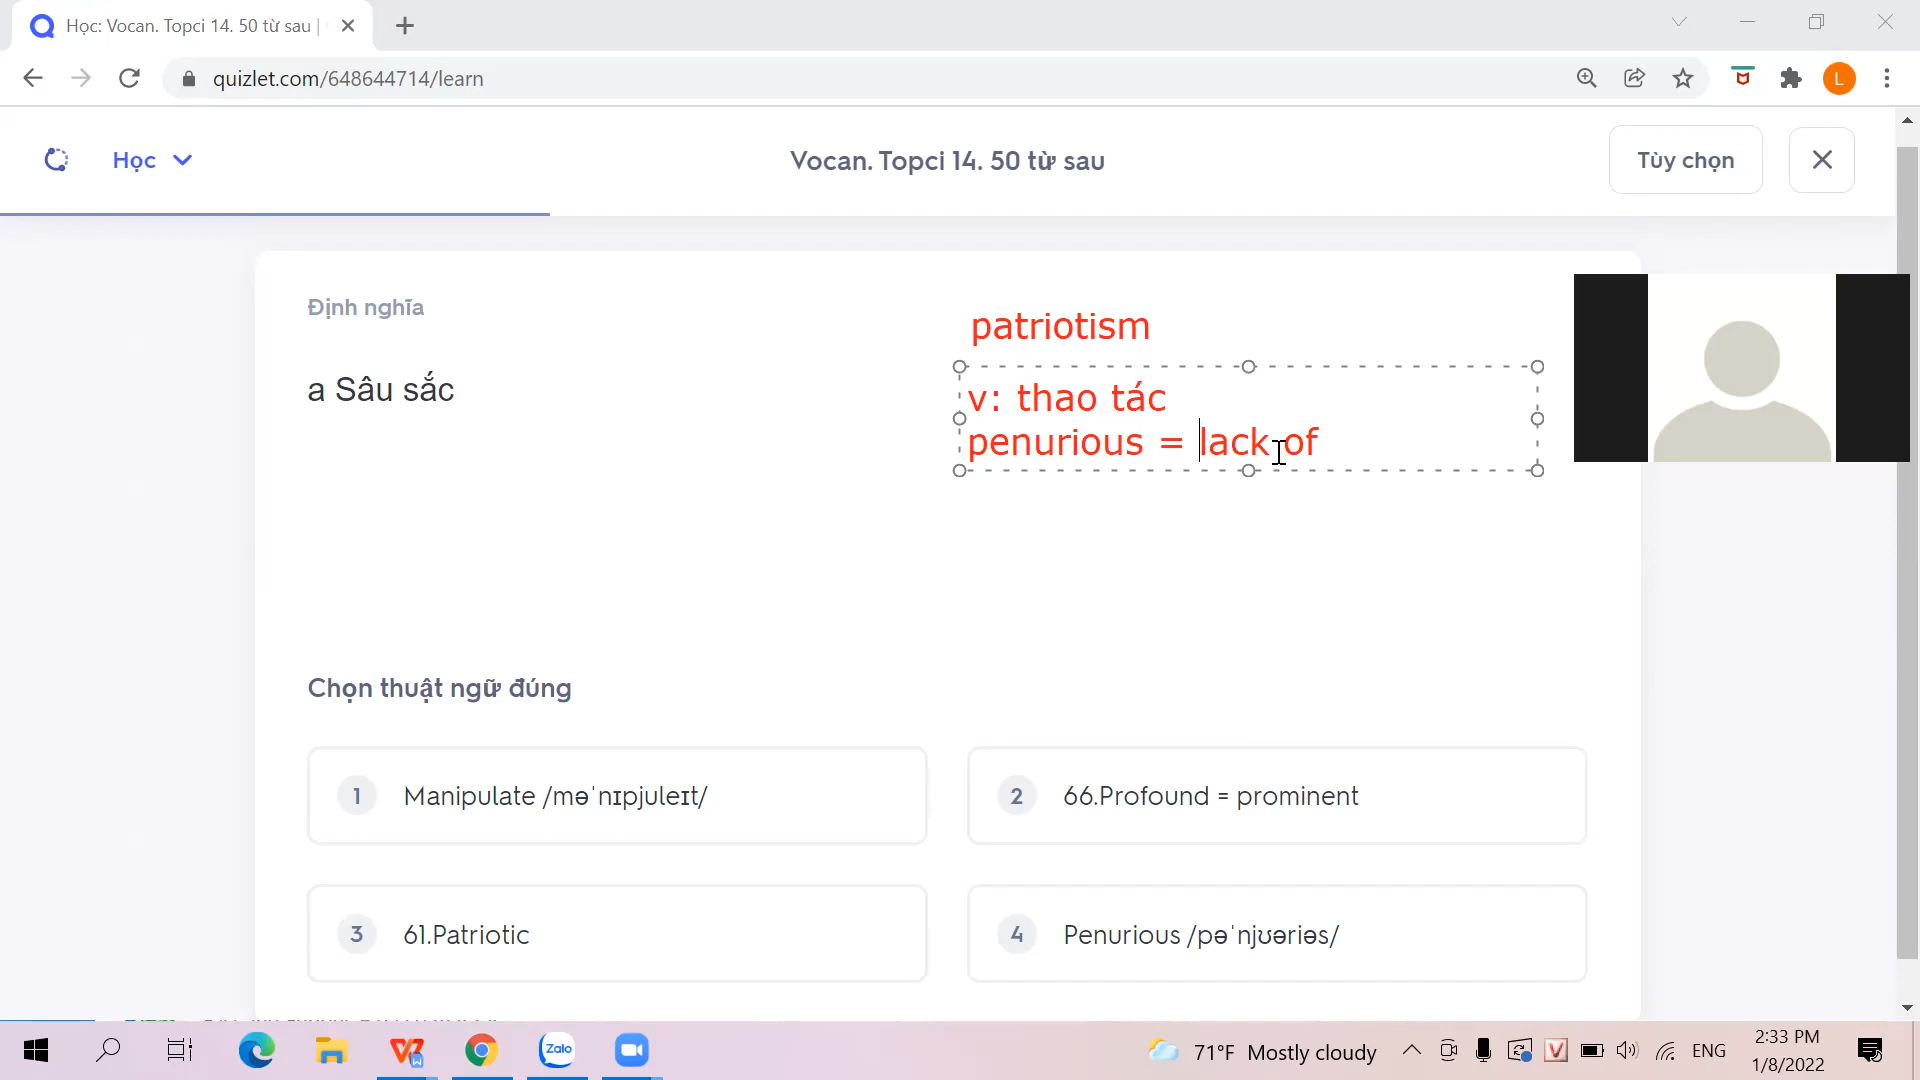 Học: Vocan. Topci 14. 50 từ sau |
quizlet.com/648644714/learn
L
Học
Vocan. Topci 14. 50 từ sau
Tùy chọn
Định nghĩa
patriotism
a Sâu sắc
v: thao tác
penurious = lack of
Chọn thuật ngữ đúng
1 Manipulate /məˈnɪpjuleɪt/
2 66.Profound = prominent
3 61.Patriotic
4 Penurious /pəˈnjʊəriəs/
Zalo
71°F Mostly cloudy
ENG
2:33 PM
1/8/2022